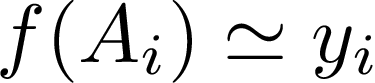 f(A_i) ≃ y_i